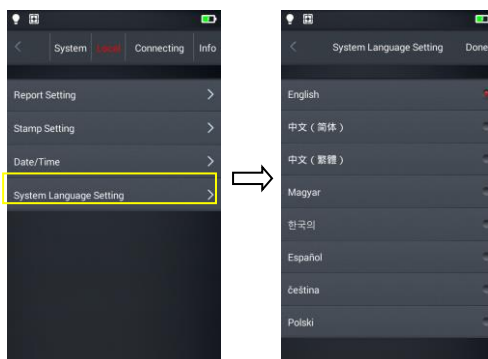 System Local Connecting Info
Report Setting
Stamp Setting
Date/Time
System Language Setting
System Language Setting Done
English
中文(简体)
中文(繁體)
Magyar
한국의
Español
čeština
Polski